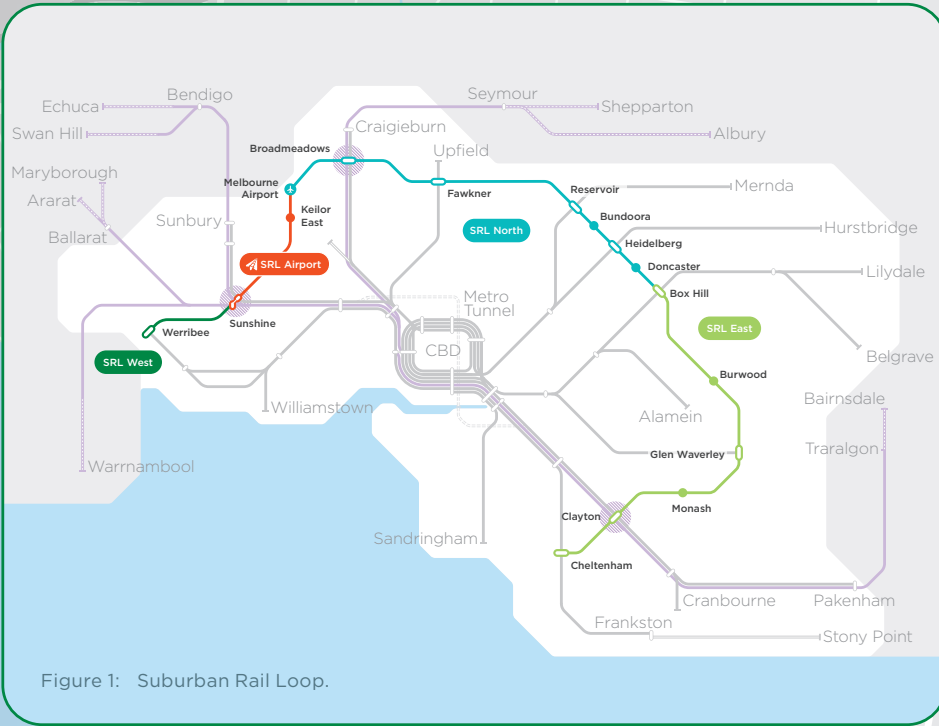 Bendigo
Seymour
Echuca
Shepparton
Swan Hill
Craigieburn
Albury
Broadmeadows
Upfield
Maryborough
Melbourne
Airport
Reservoir
Mernda
Ararat
Fawkner
Keilor
East
Bundoora
Sunbury
SRL North
Hurstbridge
Ballarat
Heidelberg
SRL Airport
Doncaster
Lilydale
Box Hill
Metro
Tunnel
Sunshine
Werribee
SRL East
CBD
Belgrave
SRL West
Burwood
Bairnsdale
Williamstown
Alamein
Traralgon
Glen Waverley
Warrnambool
Monash
Clayton
Sandringham
Cheltenham
Cranbourne
Pakenham
Frankston
Stony Point
Figure 1: Suburban Rail Loop.